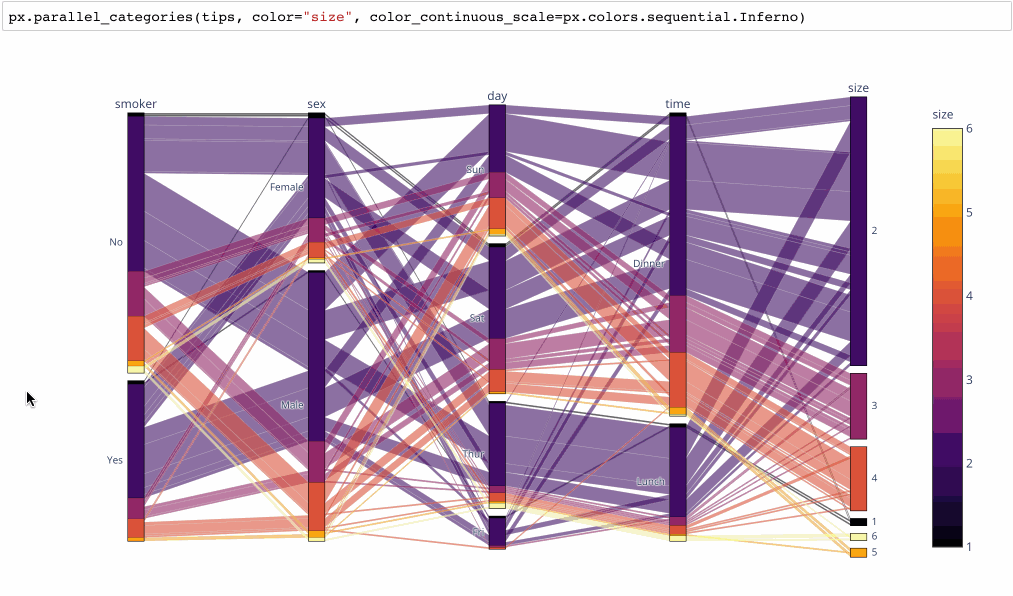 px.parallel_categories(tips, color="size", color_continuous_scale=px.colors.sequential.Inferno)
smoker
sex
day
time
size
size
No
Yes
Female
Male
Sun
Sat
Thur
Fri
Dinner
Lunch
2
3
4
1
6
5
6
5
4
3
2
1